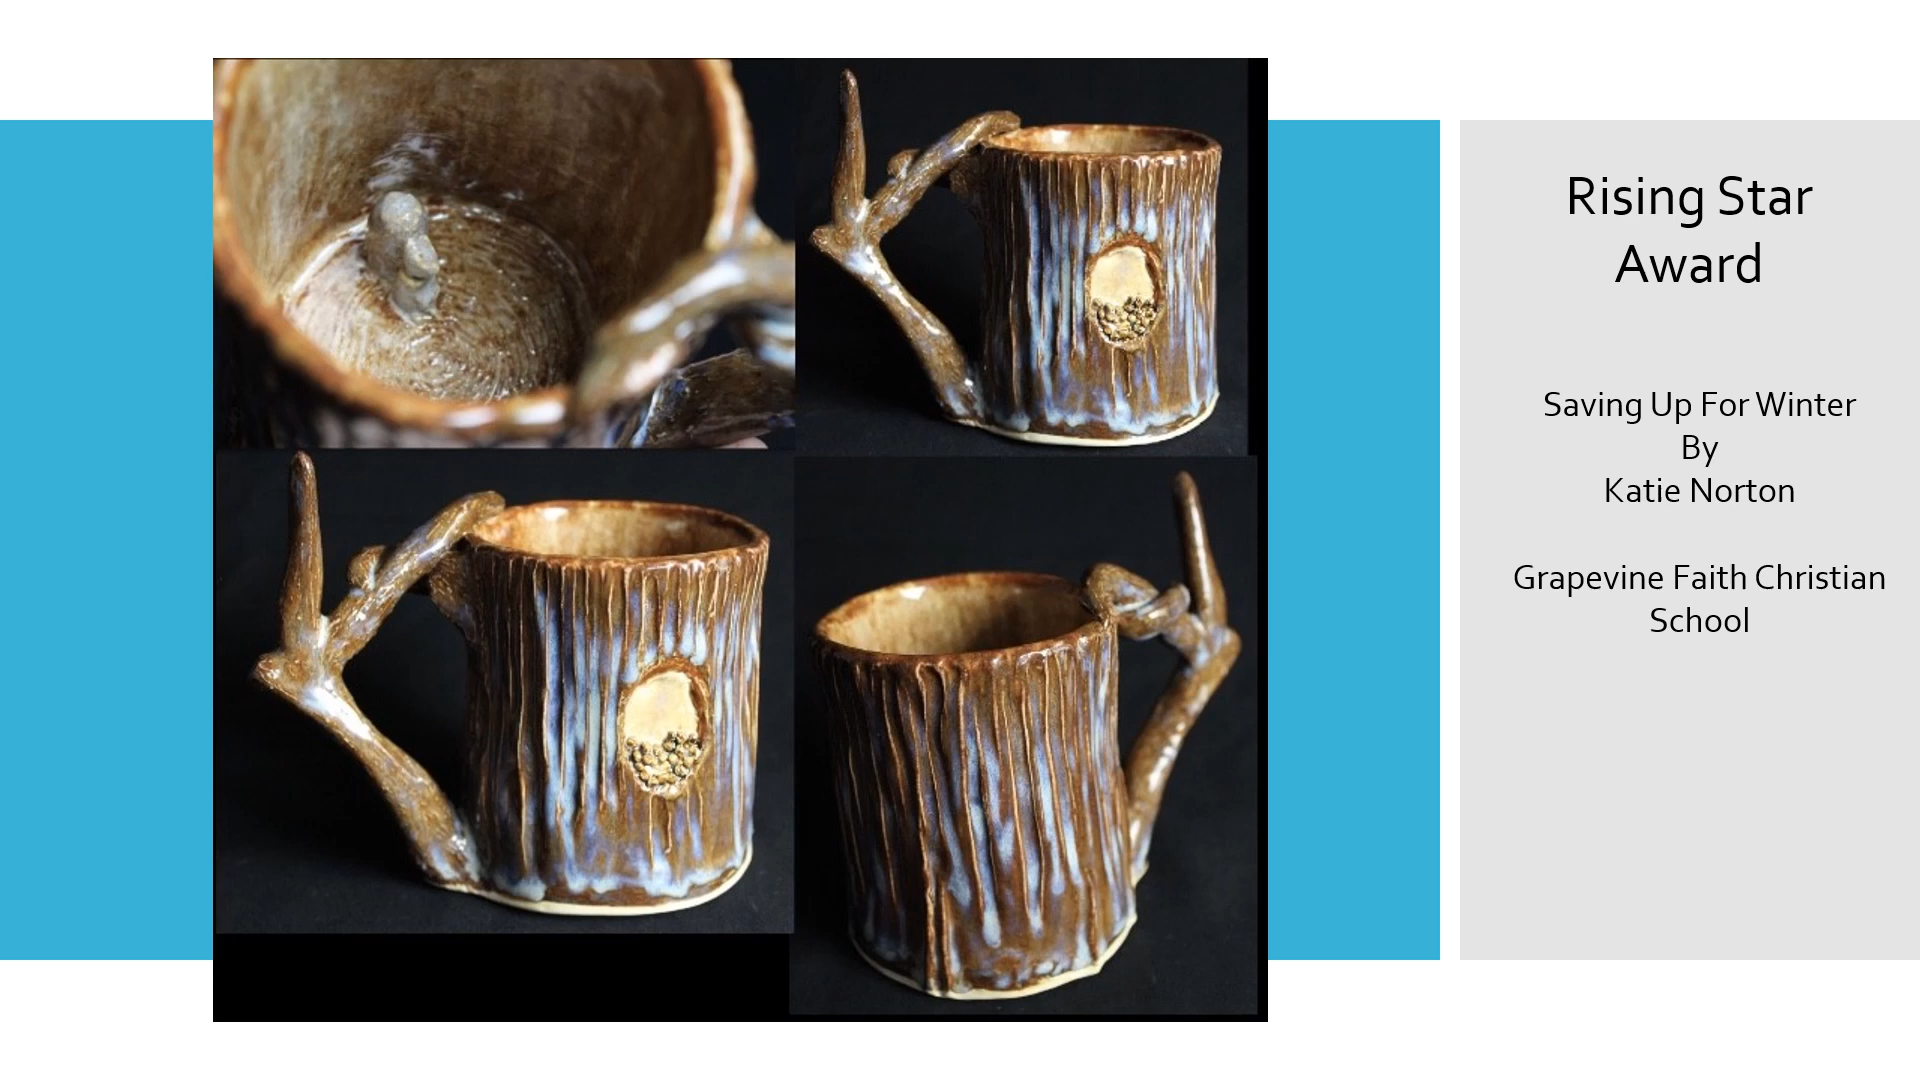 Rising Star
Award
Saving Up For Winter
By
Katie Norton
Grapevine Faith Christian
School